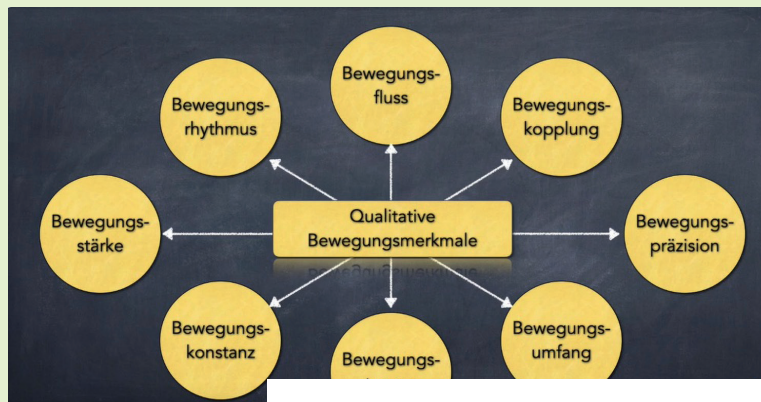 Bewegungs-
fluss
Bewegungs-
rhythmus
Bewegungs-
kopplung
Bewegungs-
stärke
Qualitative
Bewegungsmerkmale
Bewegungs-
präzision
Bewegungs-
konstanz
Bewegungs-
Bewegungs-
umfang